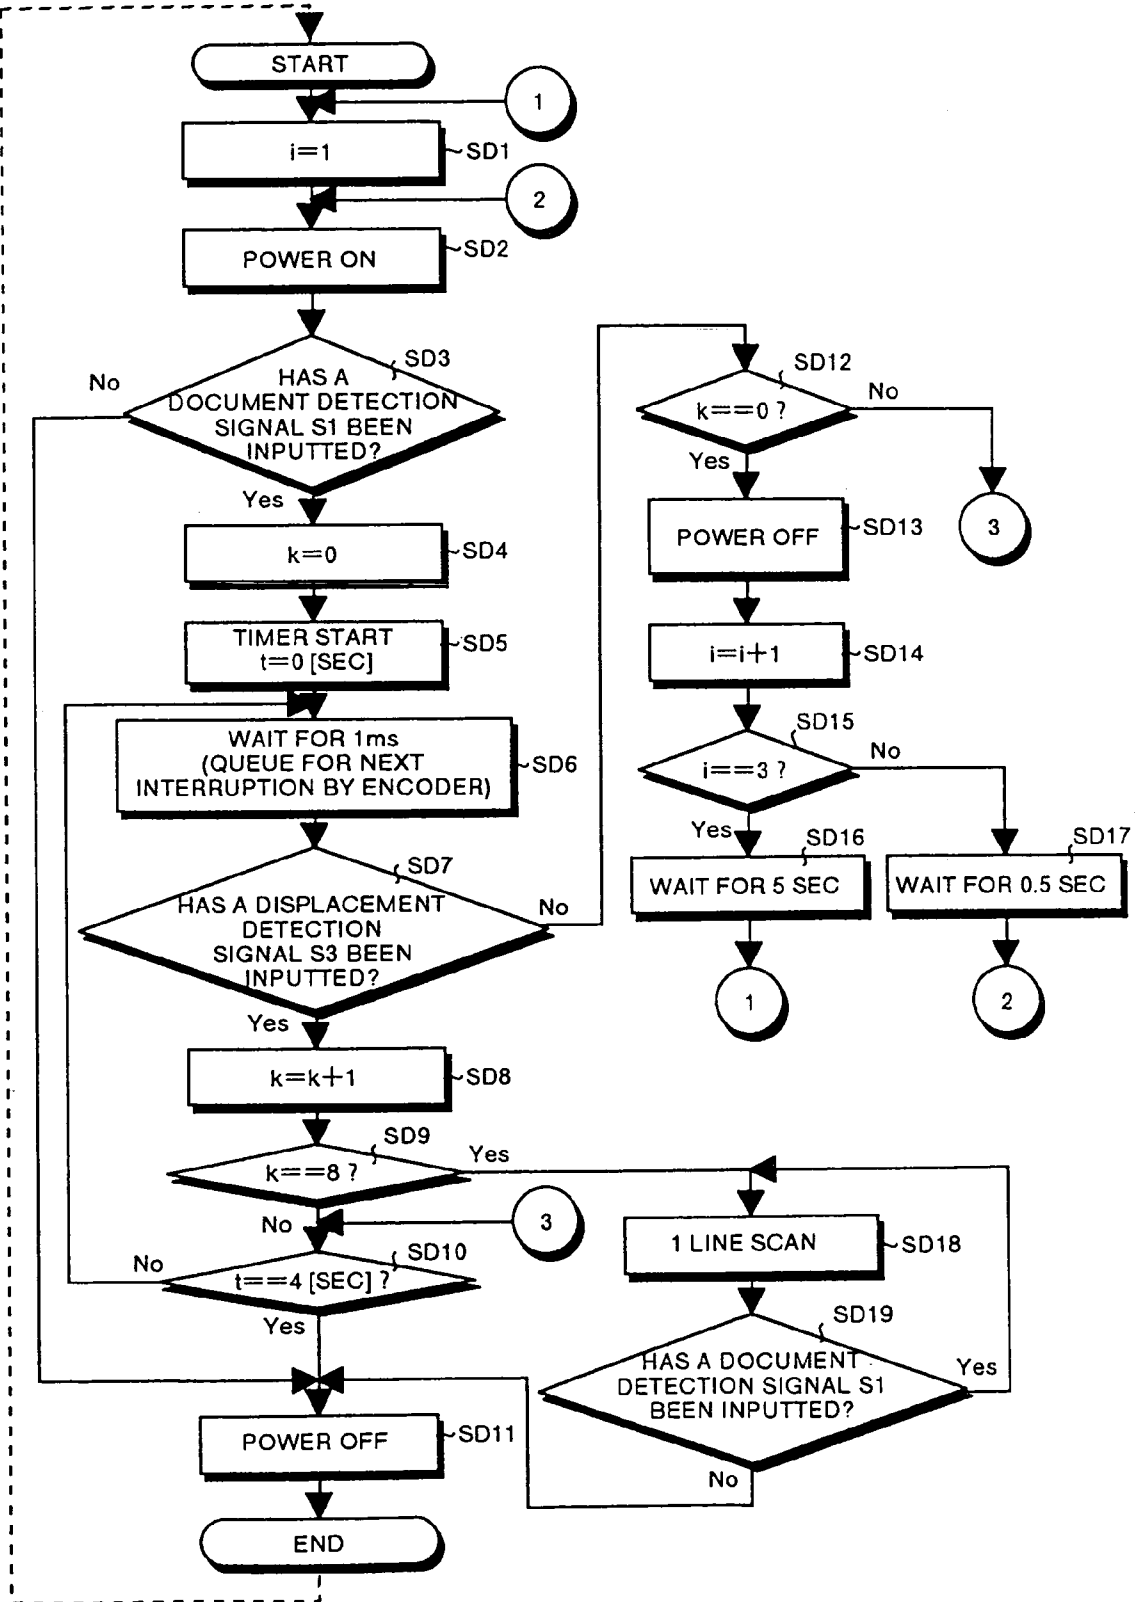 START
1
i=1
SD1
2
POWER ON
SD2
SD3
No
HAS A
DOCUMENT DETECTION
SIGNAL S1 BEEN
INPUTTED?
Yes
k=0
SD4
TIMER START
t=0 [SEC]
SD5
WAIT FOR 1ms
(QUEUE FOR NEXT
INTERRUPTION BY ENCODER)
SD6
SD7
HAS A DISPLACEMENT
DETECTION
SIGNAL S3 BEEN
INPUTTED?
No
Yes
k=k+1
SD8
SD9
k==8 ?
Yes
No
3
SD10
t==4 [SEC] ?
No
Yes
POWER OFF
SD11
END
SD12
k==0 ?
No
Yes
3
POWER OFF
SD13
i=i+1
SD14
SD15
i==3 ?
No
Yes
SD16
WAIT FOR 5 SEC
SD17
WAIT FOR 0.5 SEC
1
2
1 LINE SCAN
SD18
SD19
HAS A DOCUMENT
DETECTION SIGNAL S1
BEEN INPUTTED?
Yes
No